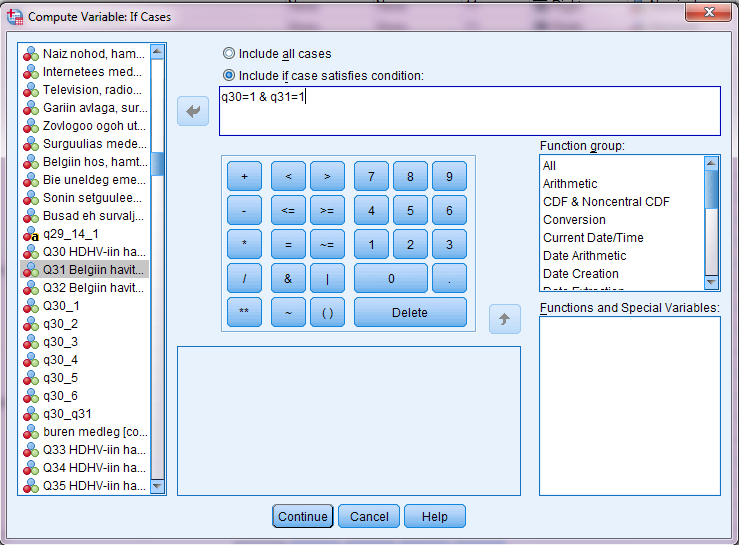 Compute Variable: If Cases
Naiz nohod, ham...
Internetees med...
Television, radio...
Gariin avlaga, sur...
Zovlogoo ogoh ut...
Surguulias mede...
Belgiin hos, hamt...
Bie uneldeg eme...
Sonin setguulee...
Busad eh survalj...
q29_14_1
Q30 HDHV-iin ha...
Q31 Belgiin havit...
Q32 Belgiin havit...
Q30_1
q30_2
q30_3
q30_4
q30_5
q30_6
q30_q31
buren medleg [co...
Q33 HDHV-iin ha...
Q34 HDHV-iin ha...
Q35 HDHV-iin ha...
Include all cases
Include if case satisfies condition:
q30=1 & q31=1
+ < > 7 8 9
- <= >= 4 5 6
* = ~= 1 2 3
/ & | 0 .
** ~ ( ) Delete
Function group:
All
Arithmetic
CDF & Noncentral CDF
Conversion
Current Date/Time
Date Arithmetic
Date Creation
Date Extraction
Functions and Special Variables:
Continue Cancel Help